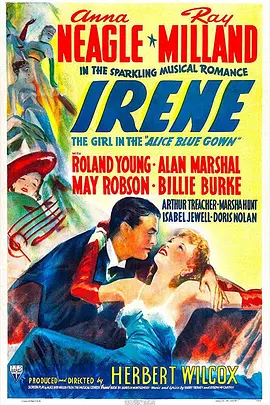 Anna Ray
NEAGLE * MILLAND
IN THE SPARKLING MUSICAL ROMANCE
IRENE
THE GIRL IN THE "ALICE BLUE GOWN"
WITH
ROLAND YOUNG · ALAN MARSHAL
MAY ROBSON · BILLIE BURKE
ARTHUR TREACHER · MARSHA HUNT
ISABEL JEWELL · DORIS NOLAN
PRODUCED and DIRECTED by HERBERT WILCOX